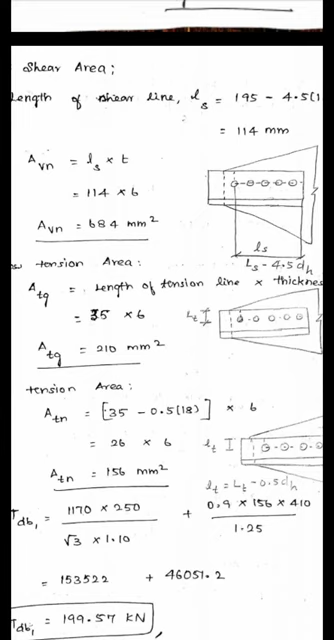 Shear Area;
Length of shear line, ls = 195 - 4.5(1
= 114 mm
Avn = ls x t
= 114 x 6
Avn = 684 mm²
ls
Ls - 4.5dh
tension Area:
Atg = Length of tension line x thicknes
= 35 x 6
Lt
Atg = 210 mm²
tension Area:
Atn = [35 - 0.5(18)] x 6
= 26 x 6
lt
Atn = 156 mm²
lt = Lt - 0.5dh
Tdb1 = 1170 x 250 / √3 x 1.10 + 0.9 x 156 x 410 / 1.25
= 153522 + 46051.2
Tdb1 = 199.57 KN